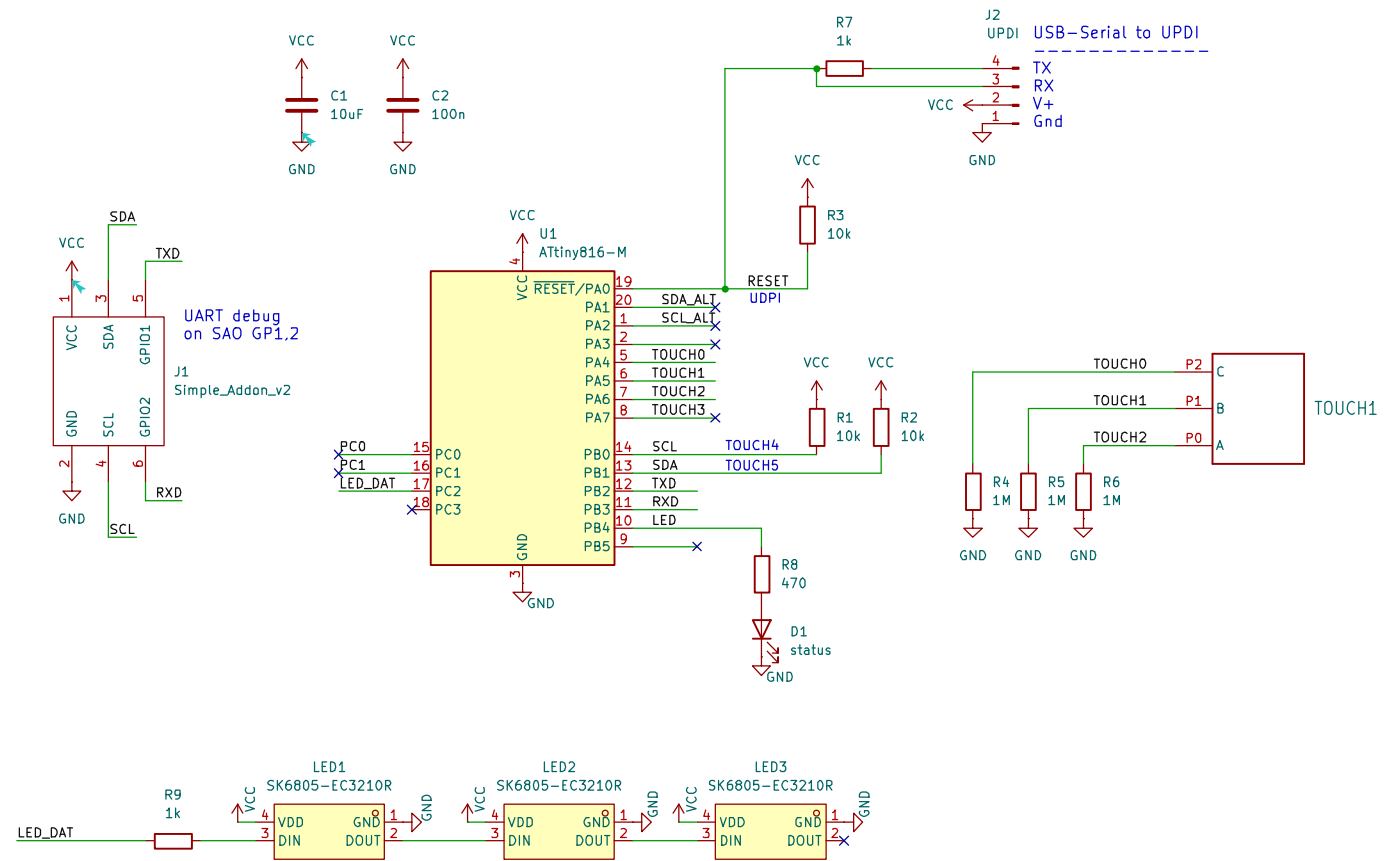 VCC
VCC
C1
10uF
C2
100n
GND
GND
R7
1k
J2
UPDI
USB-Serial to UPDI
4
TX
3
RX
VCC
2
V+
1
Gnd
GND
VCC
R3
10k
SDA
VCC
TXD
1
3
5
VCC
SDA
GPIO1
UART debug
on SAO GP1,2
J1
Simple_Addon_v2
GND
SCL
GPIO2
2
4
6
RXD
GND
SCL
VCC
U1
ATtiny816-M
4
VCC
RESET/PA0
19
RESET
UDPI
PA1
20
SDA_ALT
PA2
1
SCL_ALT
PA3
2
PA4
5
TOUCH0
PA5
6
TOUCH1
PA6
7
TOUCH2
PA7
8
TOUCH3
PC0
15
PC0
PB0
14
SCL
TOUCH4
PC1
16
PC1
PB1
13
SDA
TOUCH5
LED_DAT
17
PC2
PB2
12
TXD
18
PC3
PB3
11
RXD
PB4
10
LED
PB5
9
GND
3
GND
VCC
VCC
R1
10k
R2
10k
R8
470
D1
status
GND
TOUCH0
P2
C
TOUCH1
P1
B
TOUCH1
TOUCH2
P0
A
R4
1M
R5
1M
R6
1M
GND
GND
GND
LED_DAT
R9
1k
LED1
SK6805-EC3210R
VCC
4
VDD
GND
1
GND
3
DIN
DOUT
2
LED2
SK6805-EC3210R
VCC
4
VDD
GND
1
GND
3
DIN
DOUT
2
LED3
SK6805-EC3210R
VCC
4
VDD
GND
1
GND
3
DIN
DOUT
2